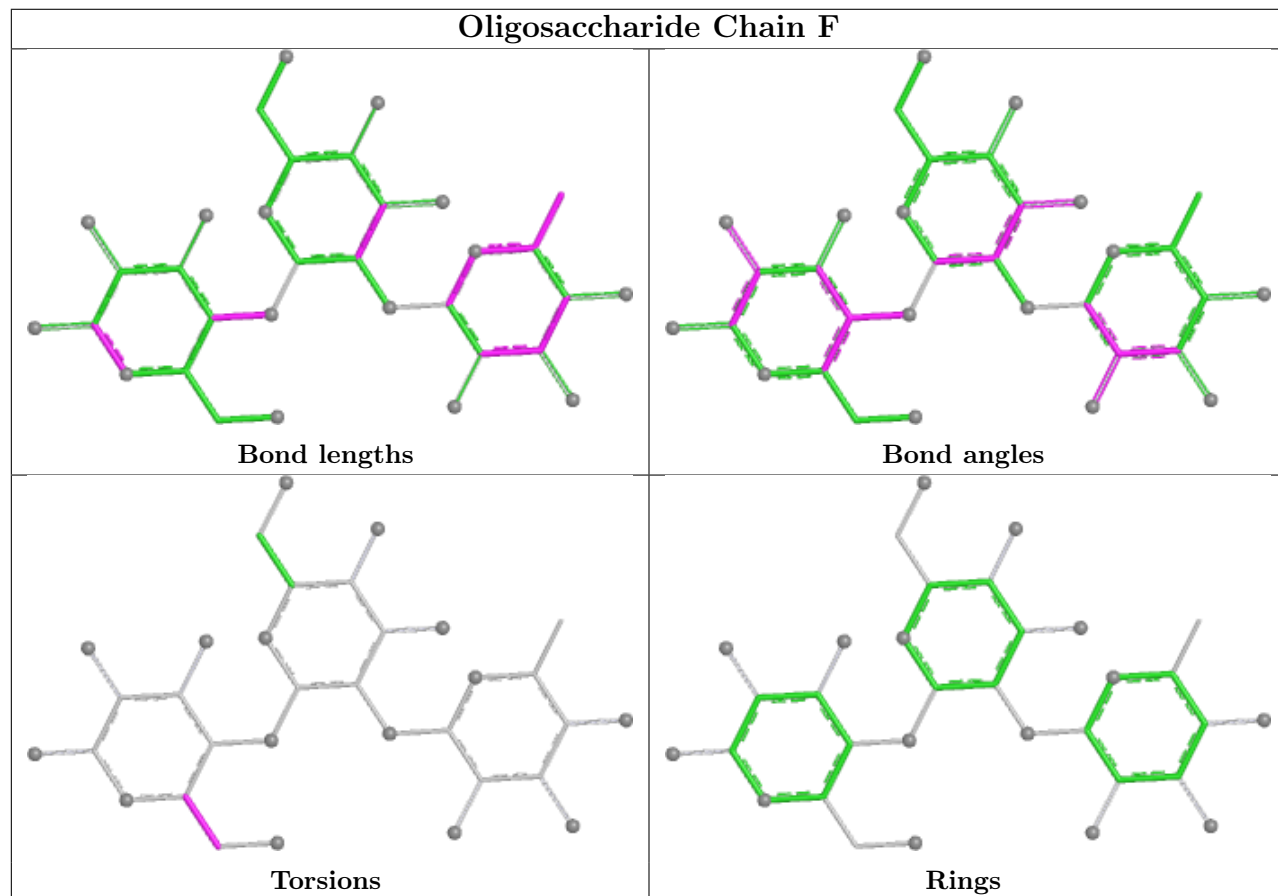 Oligosaccharide Chain F
Bond lengths
Bond angles
Torsions
Rings